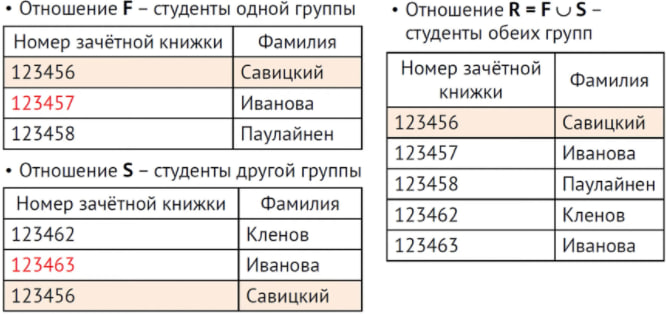 • Отношение F – студенты одной группы
Номер зачётной книжки Фамилия
123456 Савицкий
123457 Иванова
123458 Паулайнен
• Отношение S – студенты другой группы
Номер зачётной книжки Фамилия
123462 Кленов
123463 Иванова
123456 Савицкий
• Отношение R = F ∪ S –
студенты обеих групп
Номер зачётной
книжки
Фамилия
123456 Савицкий
123457 Иванова
123458 Паулайнен
123462 Кленов
123463 Иванова